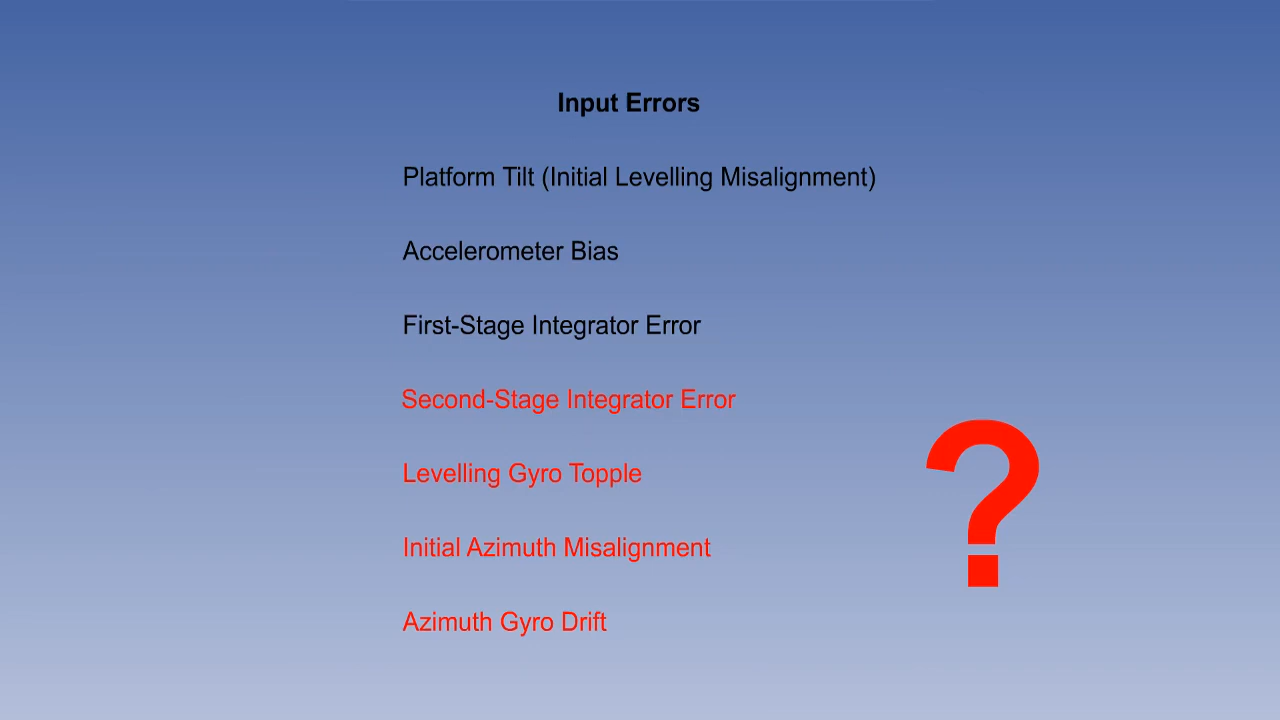 Input Errors
Platform Tilt (Initial Levelling Misalignment)
Accelerometer Bias
First-Stage Integrator Error
Second-Stage Integrator Error
Levelling Gyro Topple
Initial Azimuth Misalignment
Azimuth Gyro Drift
?